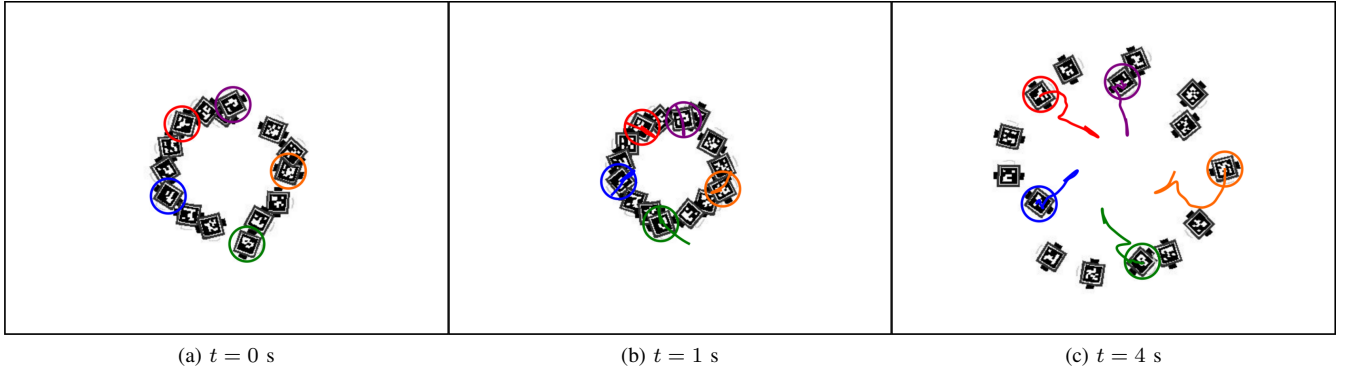 (a) t = 0 s
(b) t = 1 s
(c) t = 4 s